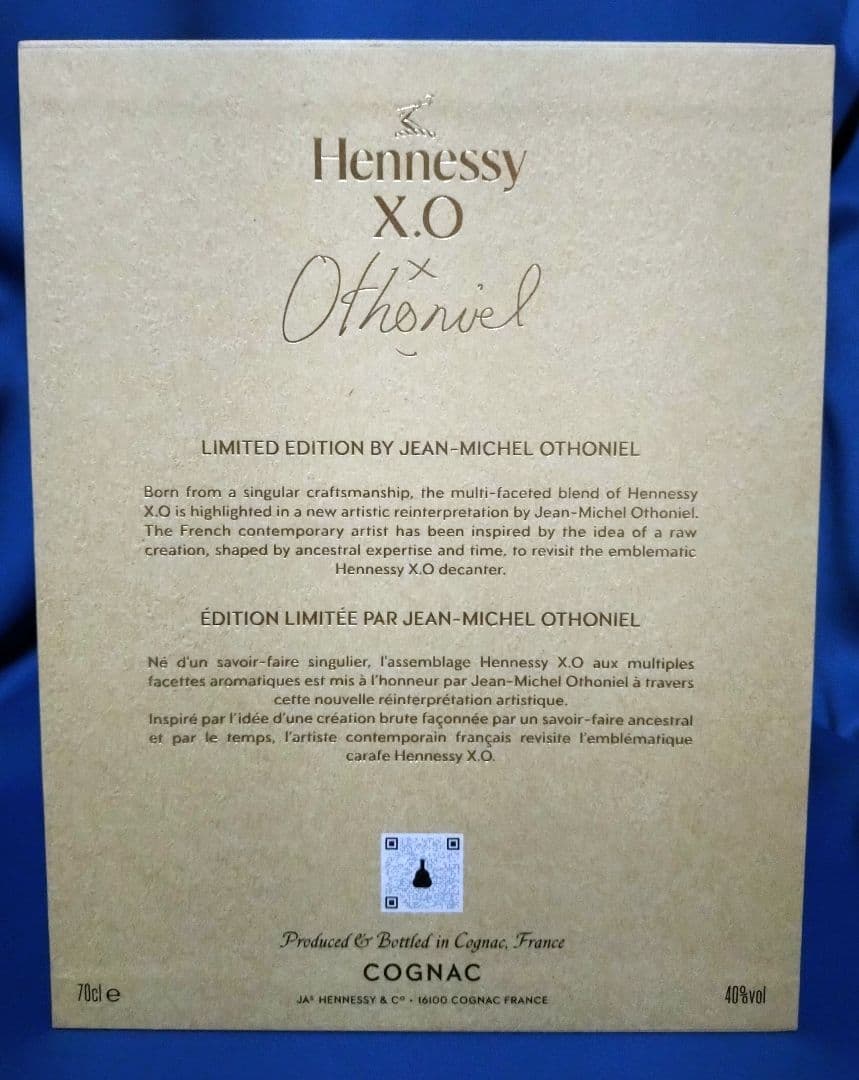 Hennessy
X.O
x
Othoniel
LIMITED EDITION BY JEAN-MICHEL OTHONIEL
Born from a singular craftsmanship, the multi-faceted blend of Hennessy
X.O is highlighted in a new artistic reinterpretation by Jean-Michel Othoniel.
The French contemporary artist has been inspired by the idea of a raw
creation, shaped by ancestral expertise and time, to revisit the emblematic
Hennessy X.O decanter.
ÉDITION LIMITÉE PAR JEAN-MICHEL OTHONIEL
Né d'un savoir-faire singulier, l'assemblage Hennessy X.O aux multiples
facettes aromatiques est mis à l'honneur par Jean-Michel Othoniel à travers
cette nouvelle réinterprétation artistique.
Inspiré par l'idée d'une création brute façonnée par un savoir-faire ancestral
et par le temps, l'artiste contemporain français revisite l'emblématique
carafe Hennessy X.O.
Produced & Bottled in Cognac, France
COGNAC
JAS HENNESSY & Cº · 16100 COGNAC FRANCE
70cl e
40%vol